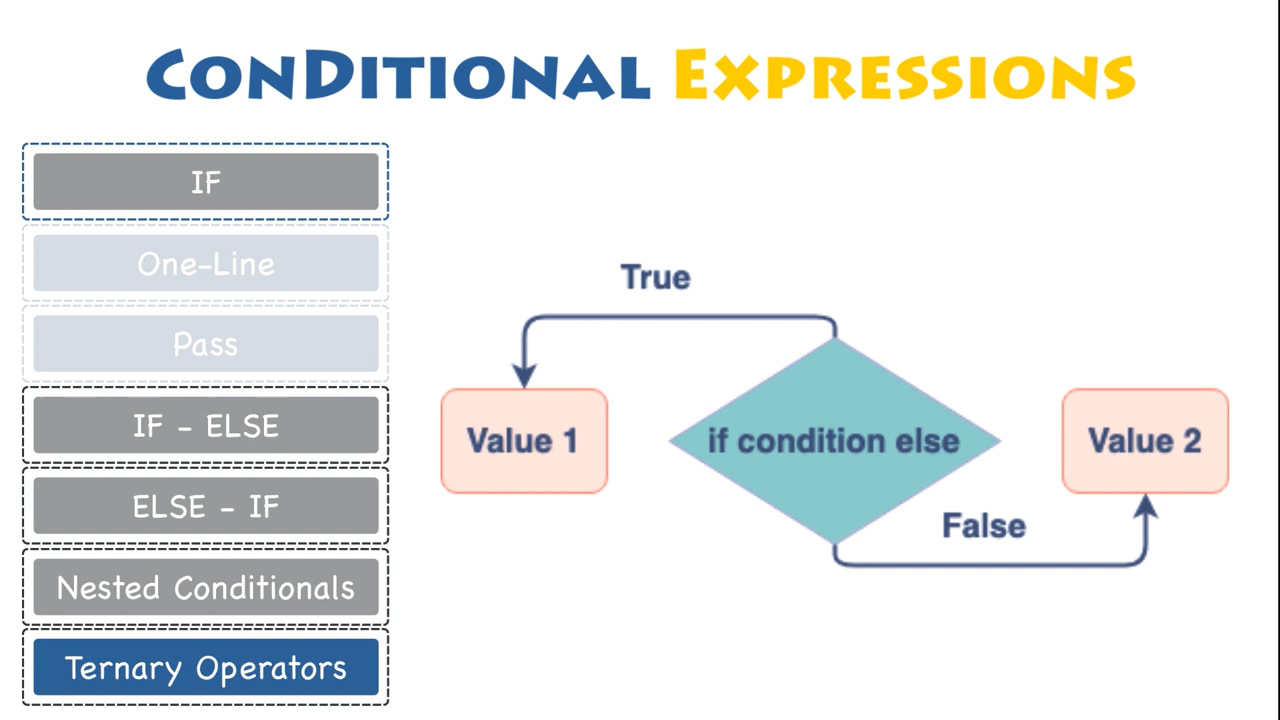 ConDitional Expressions
IF
One-Line
Pass
IF - ELSE
ELSE - IF
Nested Conditionals
Ternary Operators
True
Value 1
if condition else
Value 2
False